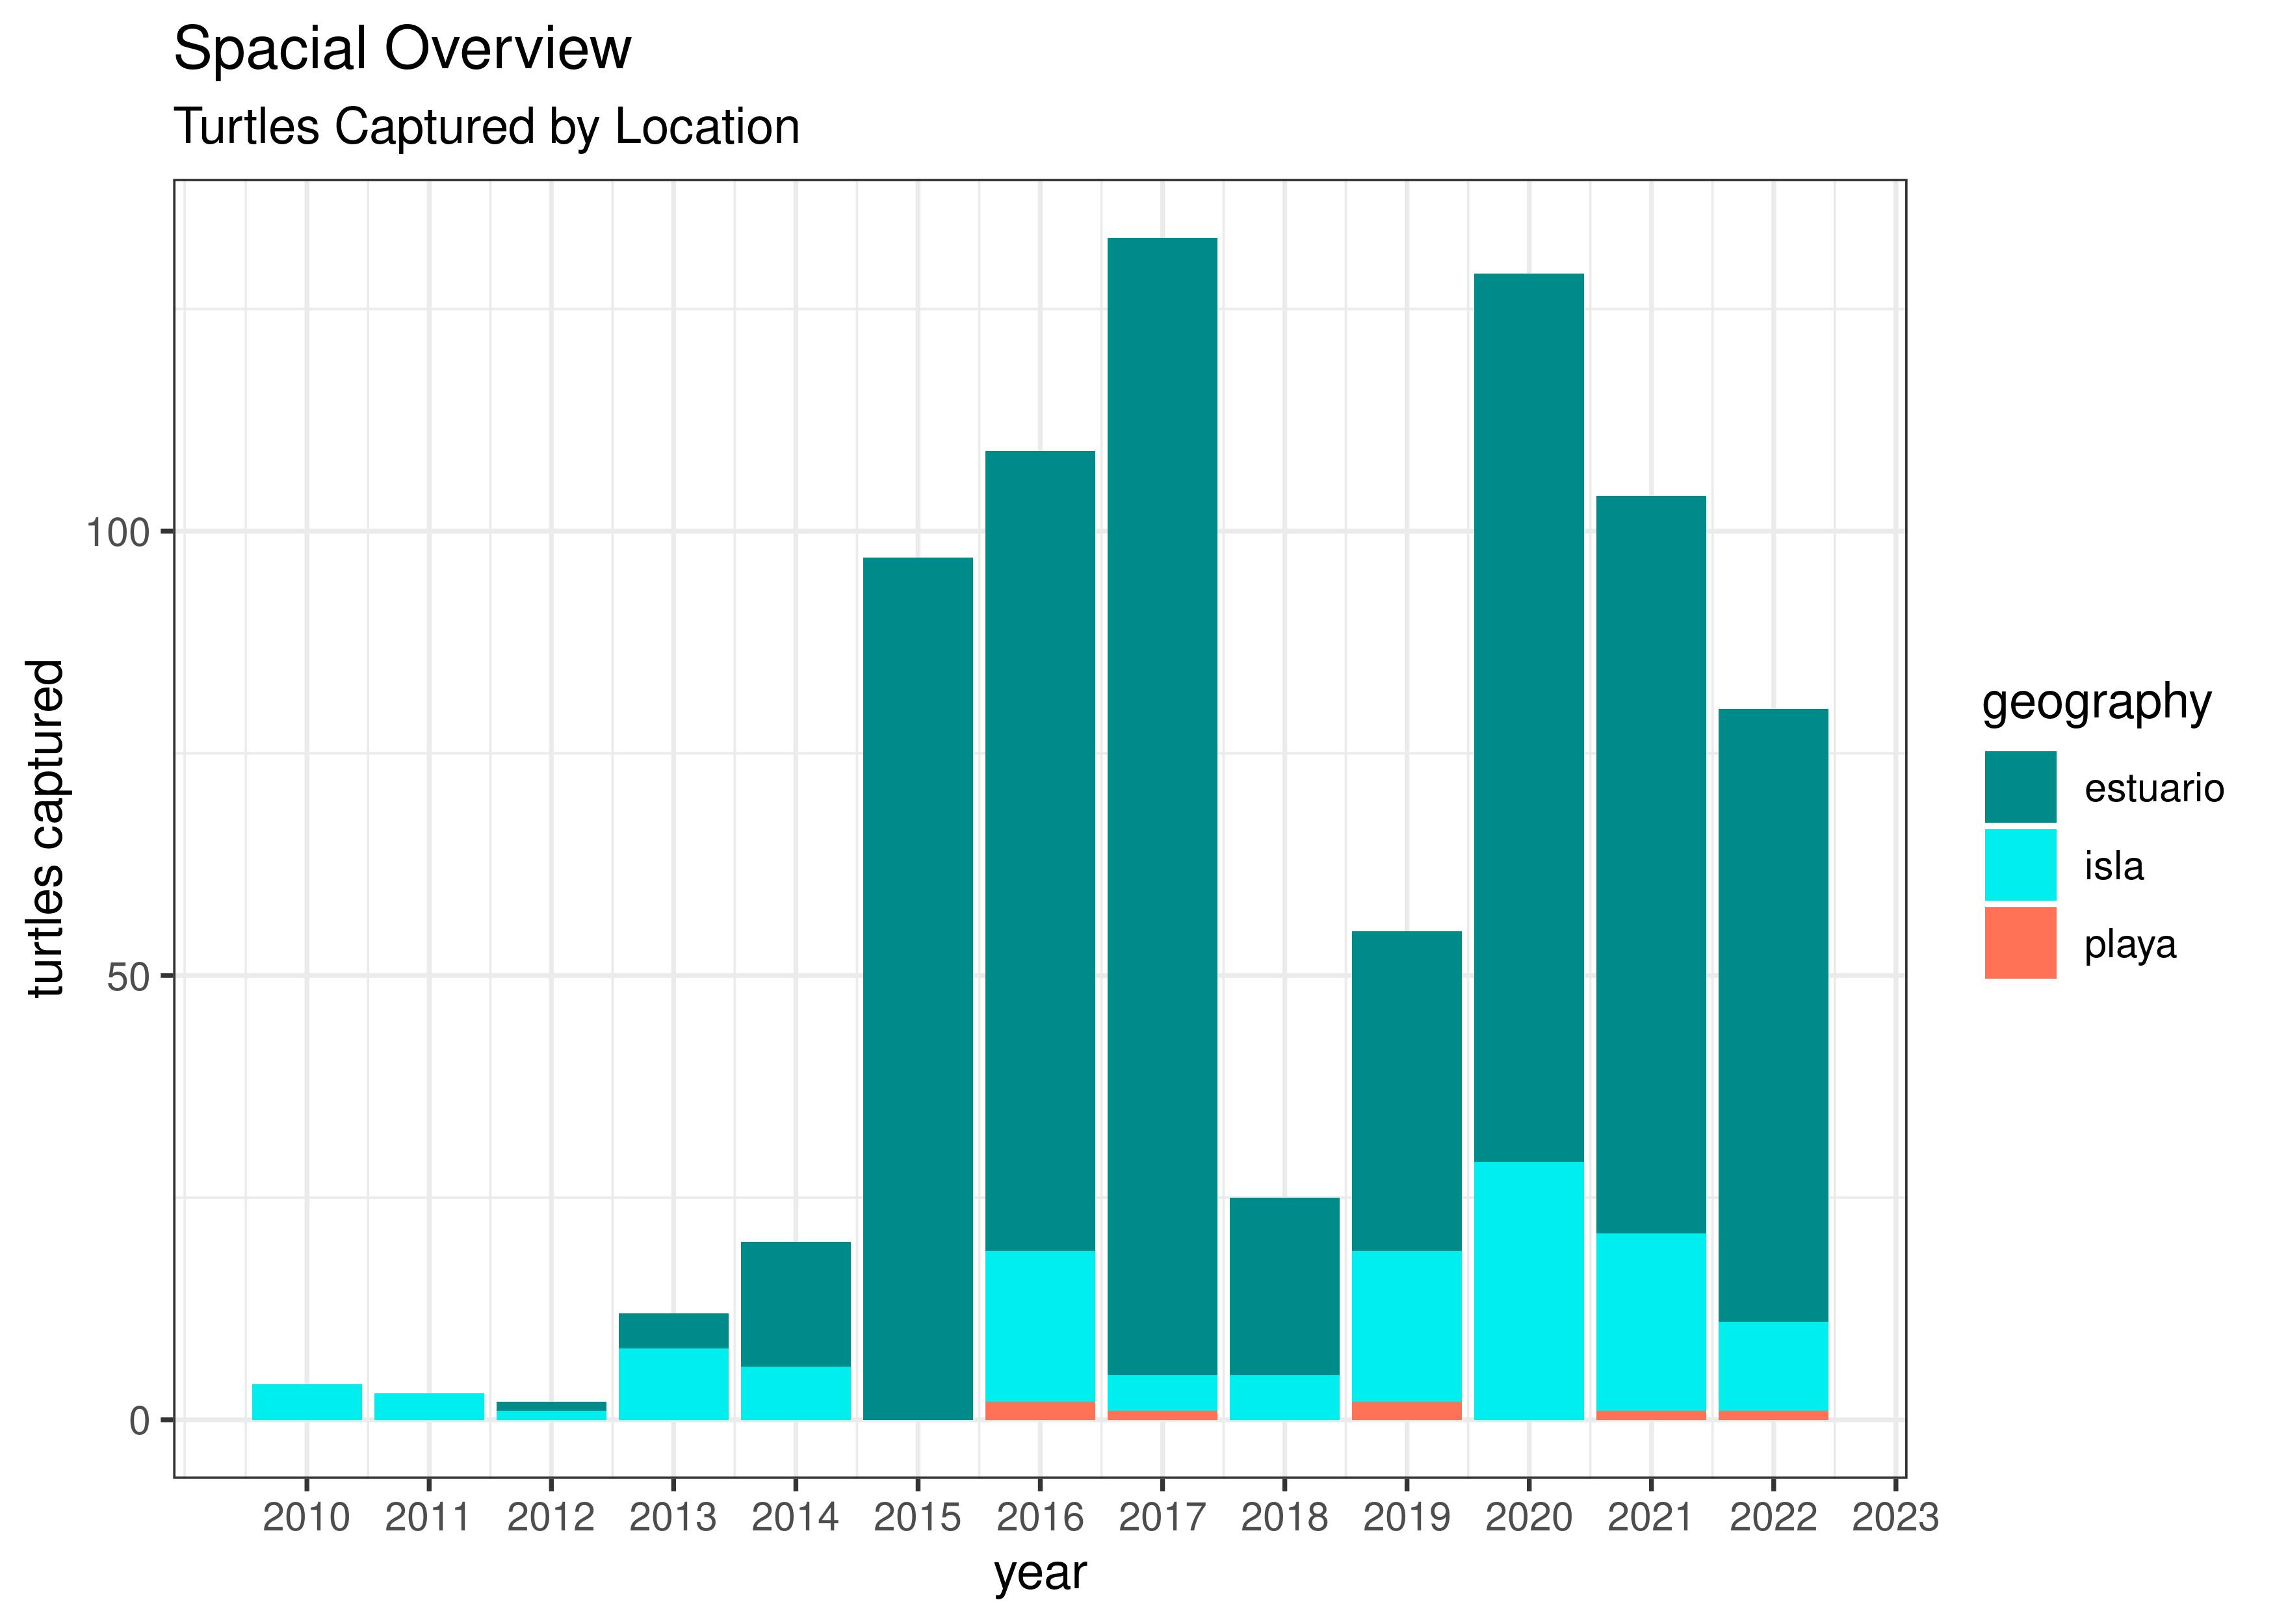 Spacial Overview
Turtles Captured by Location
turtles captured
100
50
0
2010 2011 2012 2013 2014 2015 2016 2017 2018 2019 2020 2021 2022 2023
year
geography
estuario
isla
playa